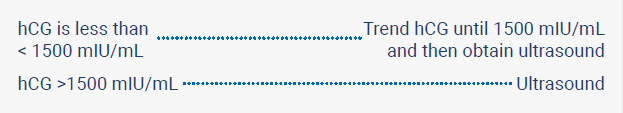 hCG is less than Trend hCG until 1500 mIU/mL
< 1500 mIU/mL and then obtain ultrasound
hCG >1500 mIU/mL Ultrasound